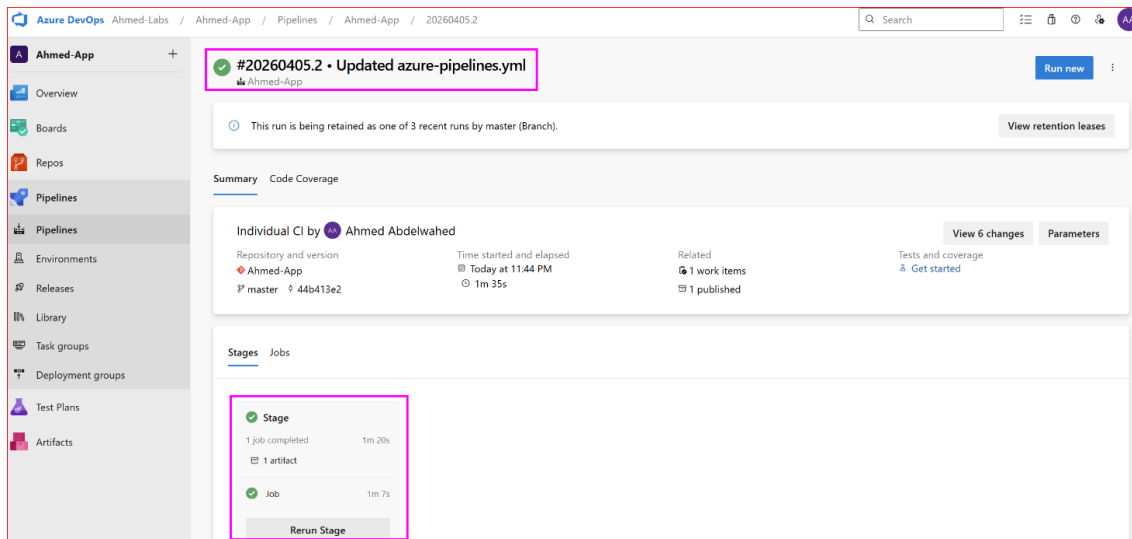 Azure DevOps Ahmed-Labs / Ahmed-App / Pipelines / Ahmed-App / 20260405.2 Search AA
A Ahmed-App +
#20260405.2 • Updated azure-pipelines.yml
Ahmed-App
Run new
Overview
Boards
Repos
Pipelines
Pipelines
Environments
Releases
Library
Task groups
Deployment groups
Test Plans
Artifacts
This run is being retained as one of 3 recent runs by master (Branch).
View retention leases
Summary Code Coverage
Individual CI by AA Ahmed Abdelwahed
View 6 changes Parameters
Repository and version
Ahmed-App
master 44b413e2
Time started and elapsed
Today at 11:44 PM
1m 35s
Related
1 work items
1 published
Tests and coverage
Get started
Stages Jobs
Stage
1 job completed 1m 20s
1 artifact
Job 1m 7s
Rerun Stage